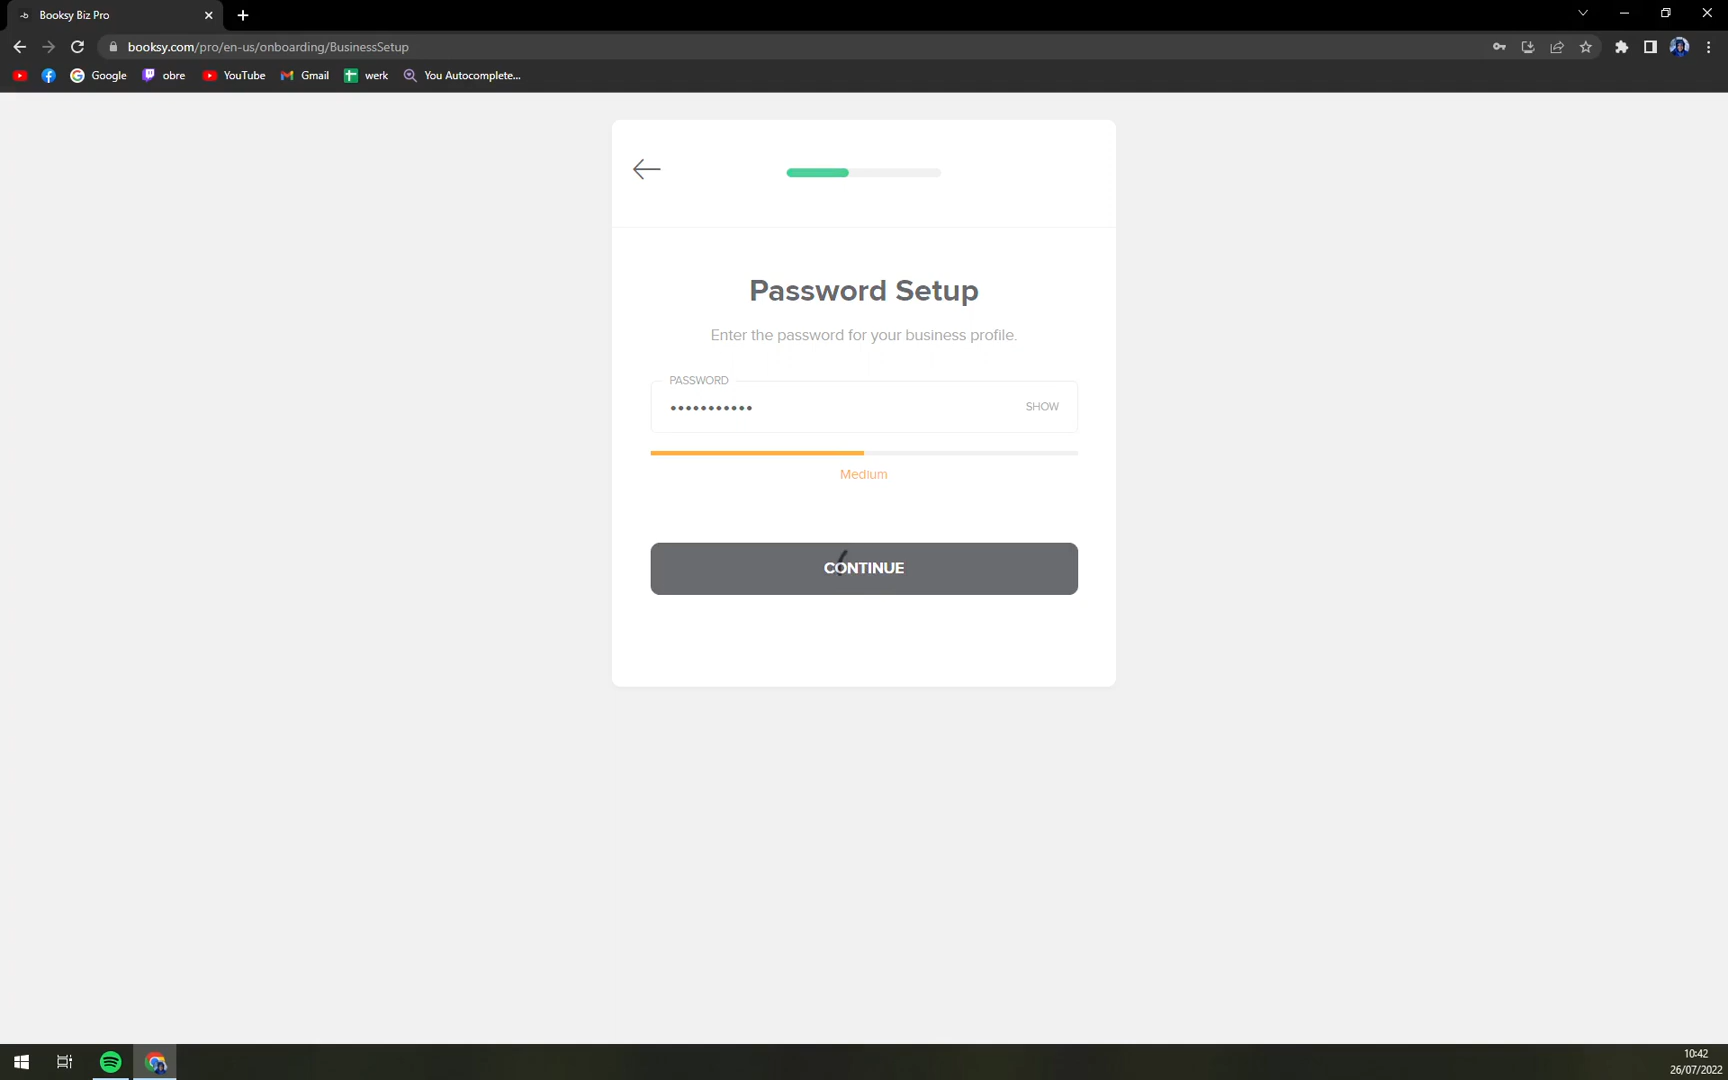 Booksy Biz Pro
booksy.com/pro/en-us/onboarding/BusinessSetup
Google
obre
YouTube
Gmail
werk
You Autocomplete...
Password Setup
Enter the password for your business profile.
PASSWORD
•••••••••••
SHOW
Medium
CONTINUE
10:42
26/07/2022